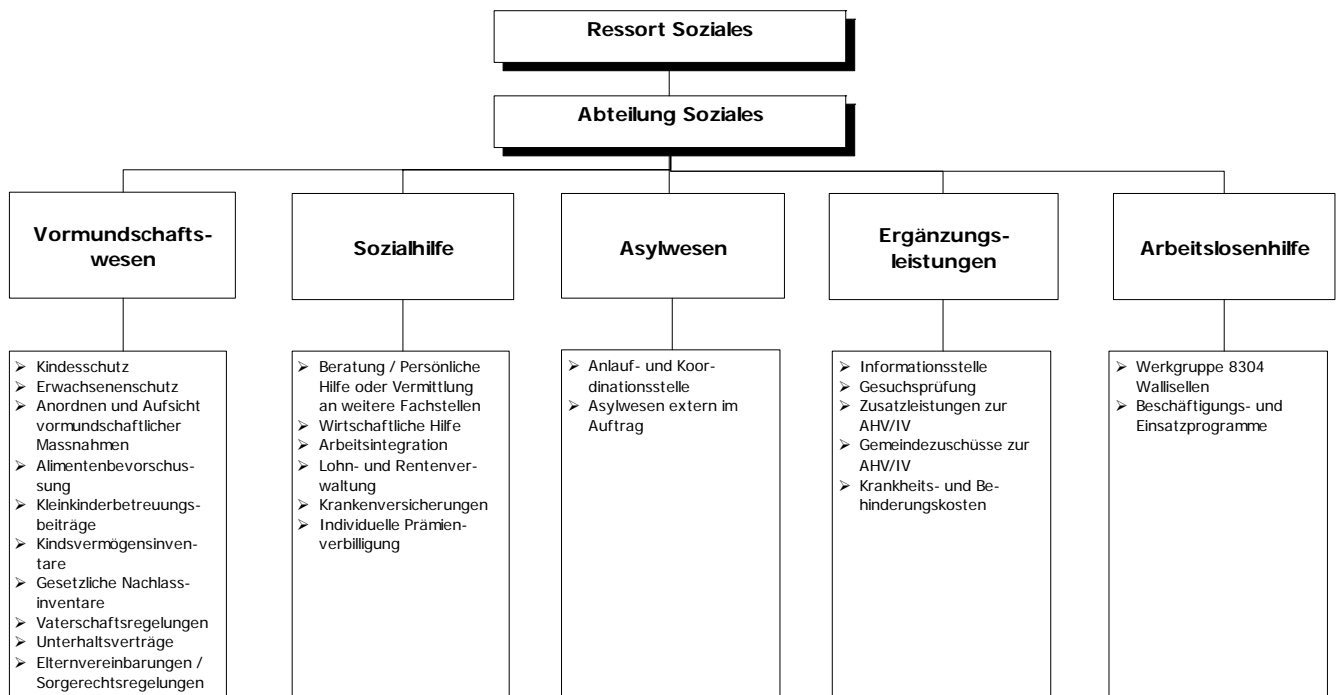 Ressort Soziales
Abteilung Soziales
Vormundschafts-
wesen
Sozialhilfe
Asylwesen
Ergänzungs-
leistungen
Arbeitslosenhilfe
➢ Kindesschutz
➢ Erwachsenenschutz
➢ Anordnen und Aufsicht
vormundschaftlicher
Massnahmen
➢ Alimentenbevorschus-
sung
➢ Kleinkinderbetreuungs-
beiträge
➢ Kindsvermögensinven-
tare
➢ Gesetzliche Nachlass-
inventare
➢ Vaterschaftsregelungen
➢ Unterhaltsverträge
➢ Elternvereinbarungen /
Sorgerechtsregelungen
➢ Beratung / Persönliche
Hilfe oder Vermittlung
an weitere Fachstellen
➢ Wirtschaftliche Hilfe
➢ Arbeitsintegration
➢ Lohn- und Rentenver-
waltung
➢ Krankenversicherungen
➢ Individuelle Prämien-
verbilligung
➢ Anlauf- und Koor-
dinationsstelle
➢ Asylwesen extern im
Auftrag
➢ Informationsstelle
➢ Gesuchsprüfung
➢ Zusatzleistungen zur
AHV/IV
➢ Gemeindezuschüsse zur
AHV/IV
➢ Krankheits- und Be-
hinderungskosten
➢ Werkgruppe 8304
Wallisellen
➢ Beschäftigungs- und
Einsatzprogramme